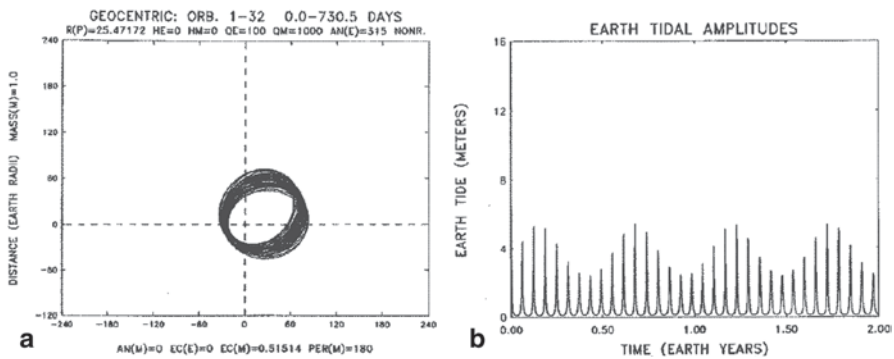 GEOCENTRIC: ORB. 1-32 0.0-730.5 DAYS
R(P)=25.47172 HE=0 HM=0 QE=100 QM=1000 AN(E)=315 NONR.
240
180
120
60
0
-60
-120
-240 -180 -120 -60 0 60 120 180 240
DISTANCE (EARTH RADII) MASS(M)=1.0
AN(M)=0 EC(E)=0 EC(M)=0.51514 PER(M)=180
a
EARTH TIDAL AMPLITUDES
16
12
8
4
0
0.00 0.50 1.00 1.50 2.00
EARTH TIDE (METERS)
TIME (EARTH YEARS)
b